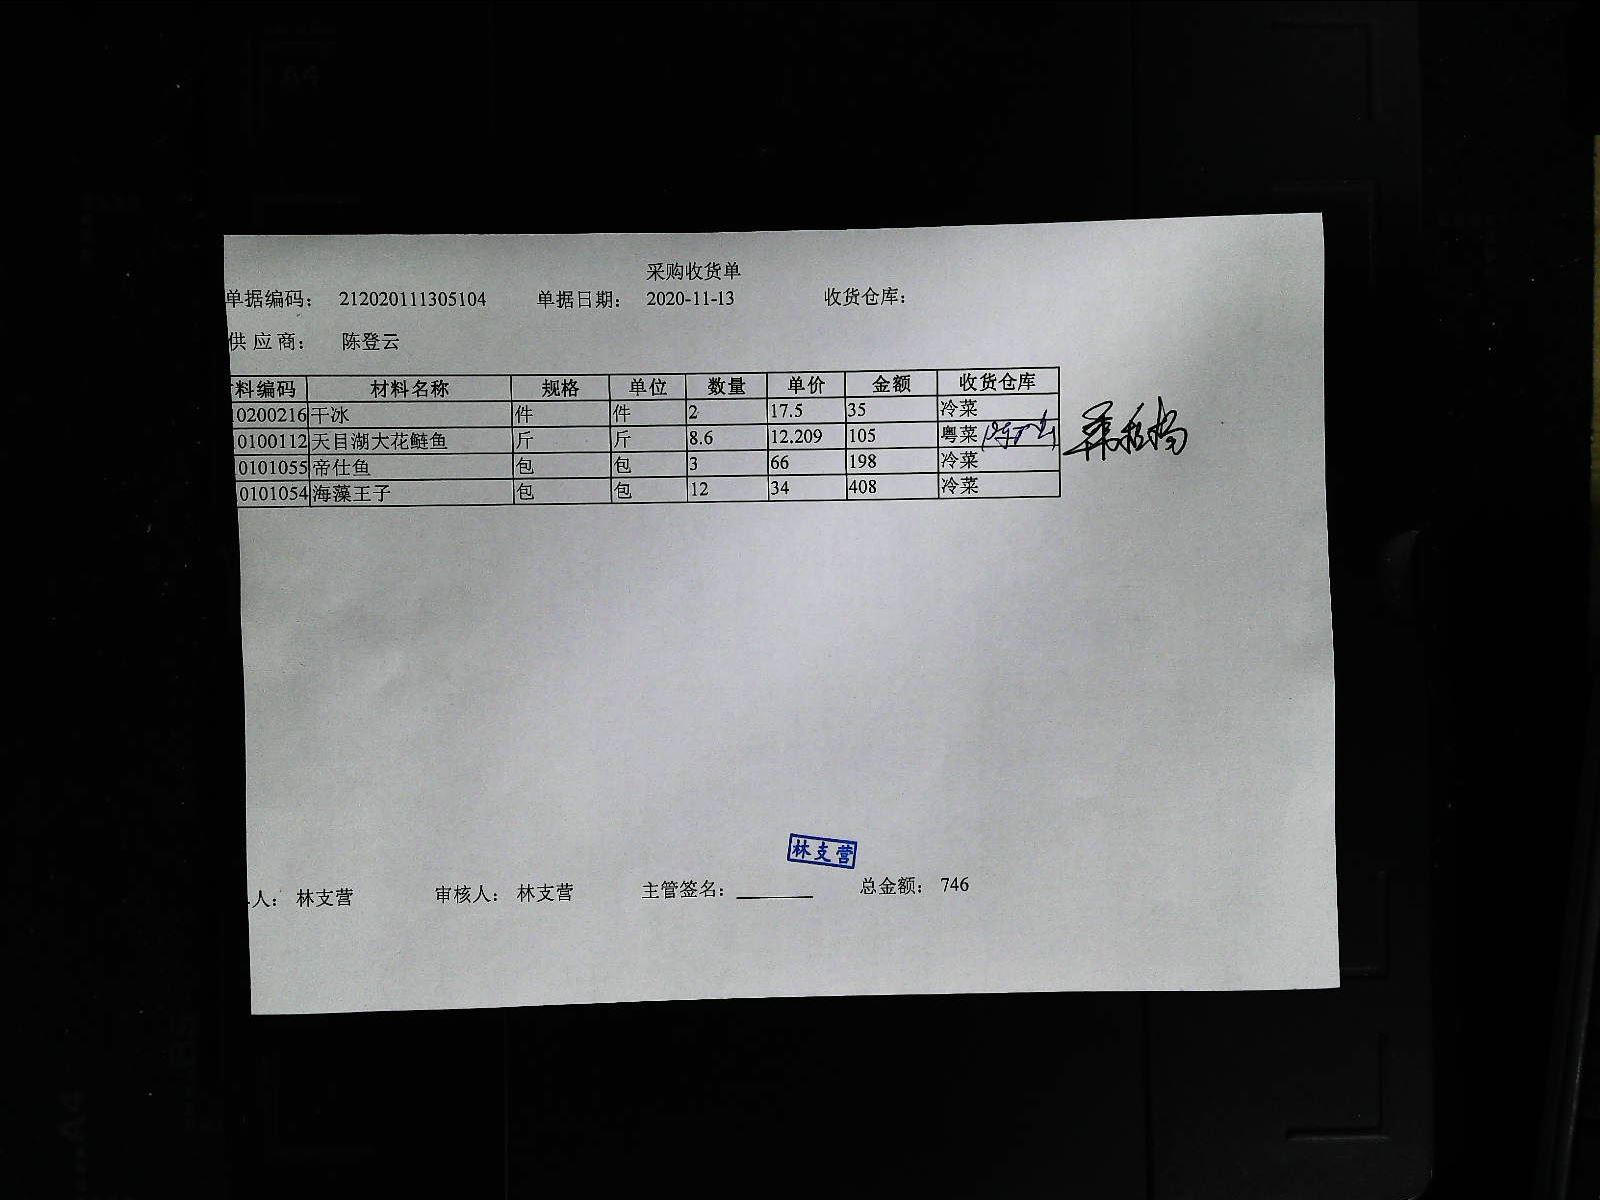 采购收货单
单据编码: 212020111305104 单据日期: 2020-11-13 收货仓库:
供应商: 陈登云
料编码 材料名称 规格 单位 数量 单价 金额 收货仓库
10200216 干冰 件 件 2 17.5 35 冷菜
0100112 天目湖大花鲢鱼 斤 斤 8.6 12.209 105 粤菜
0101055 帝仕鱼 包 包 3 66 198 冷菜
0101054 海藻王子 包 包 12 34 408 冷菜
林支营
人: 林支营 审核人: 林支营 主管签名: 总金额: 746